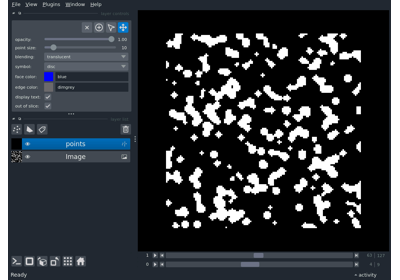 File View Plugins Window Help
opacity: 1.00
point size: 10
blending: translucent
symbol: disc
face color: blue
edge color: dimgrey
display text:
out of slice:
points
Image
1
0
Ready
activity